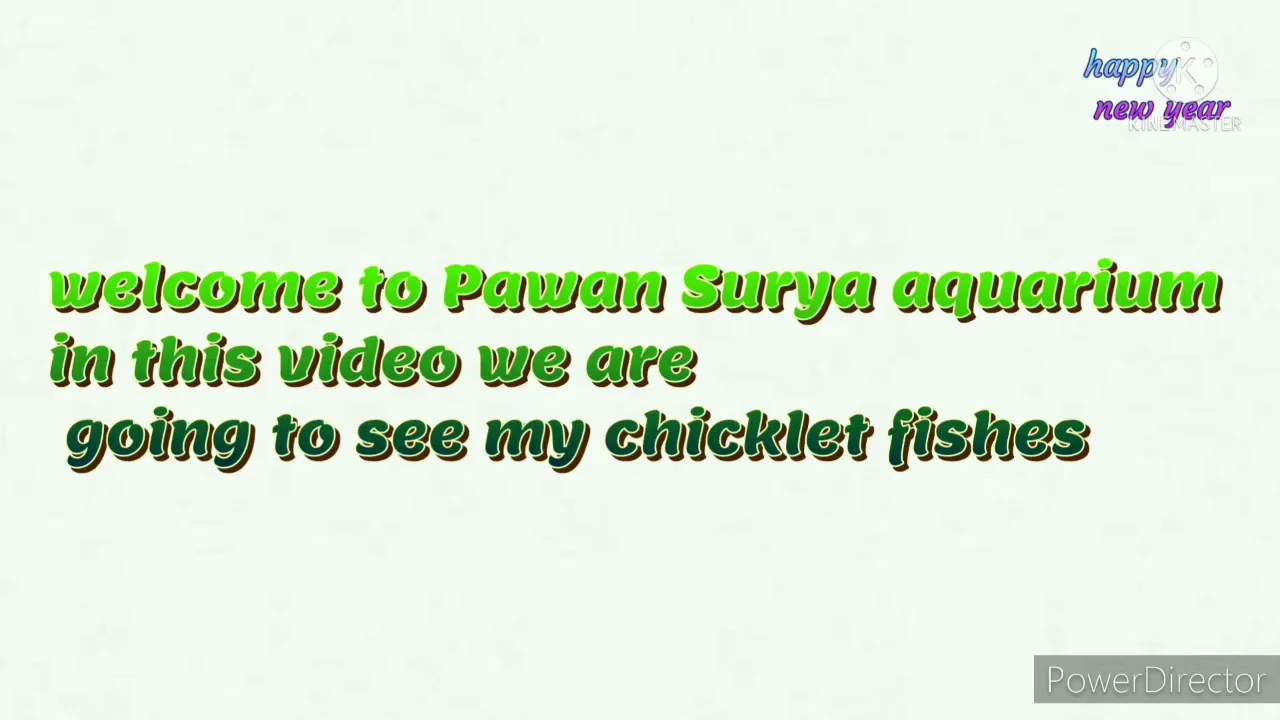 happy
new year
KINEMASTER
welcome to Pawan Surya aquarium
in this video we are
going to see my chicklet fishes
PowerDirector